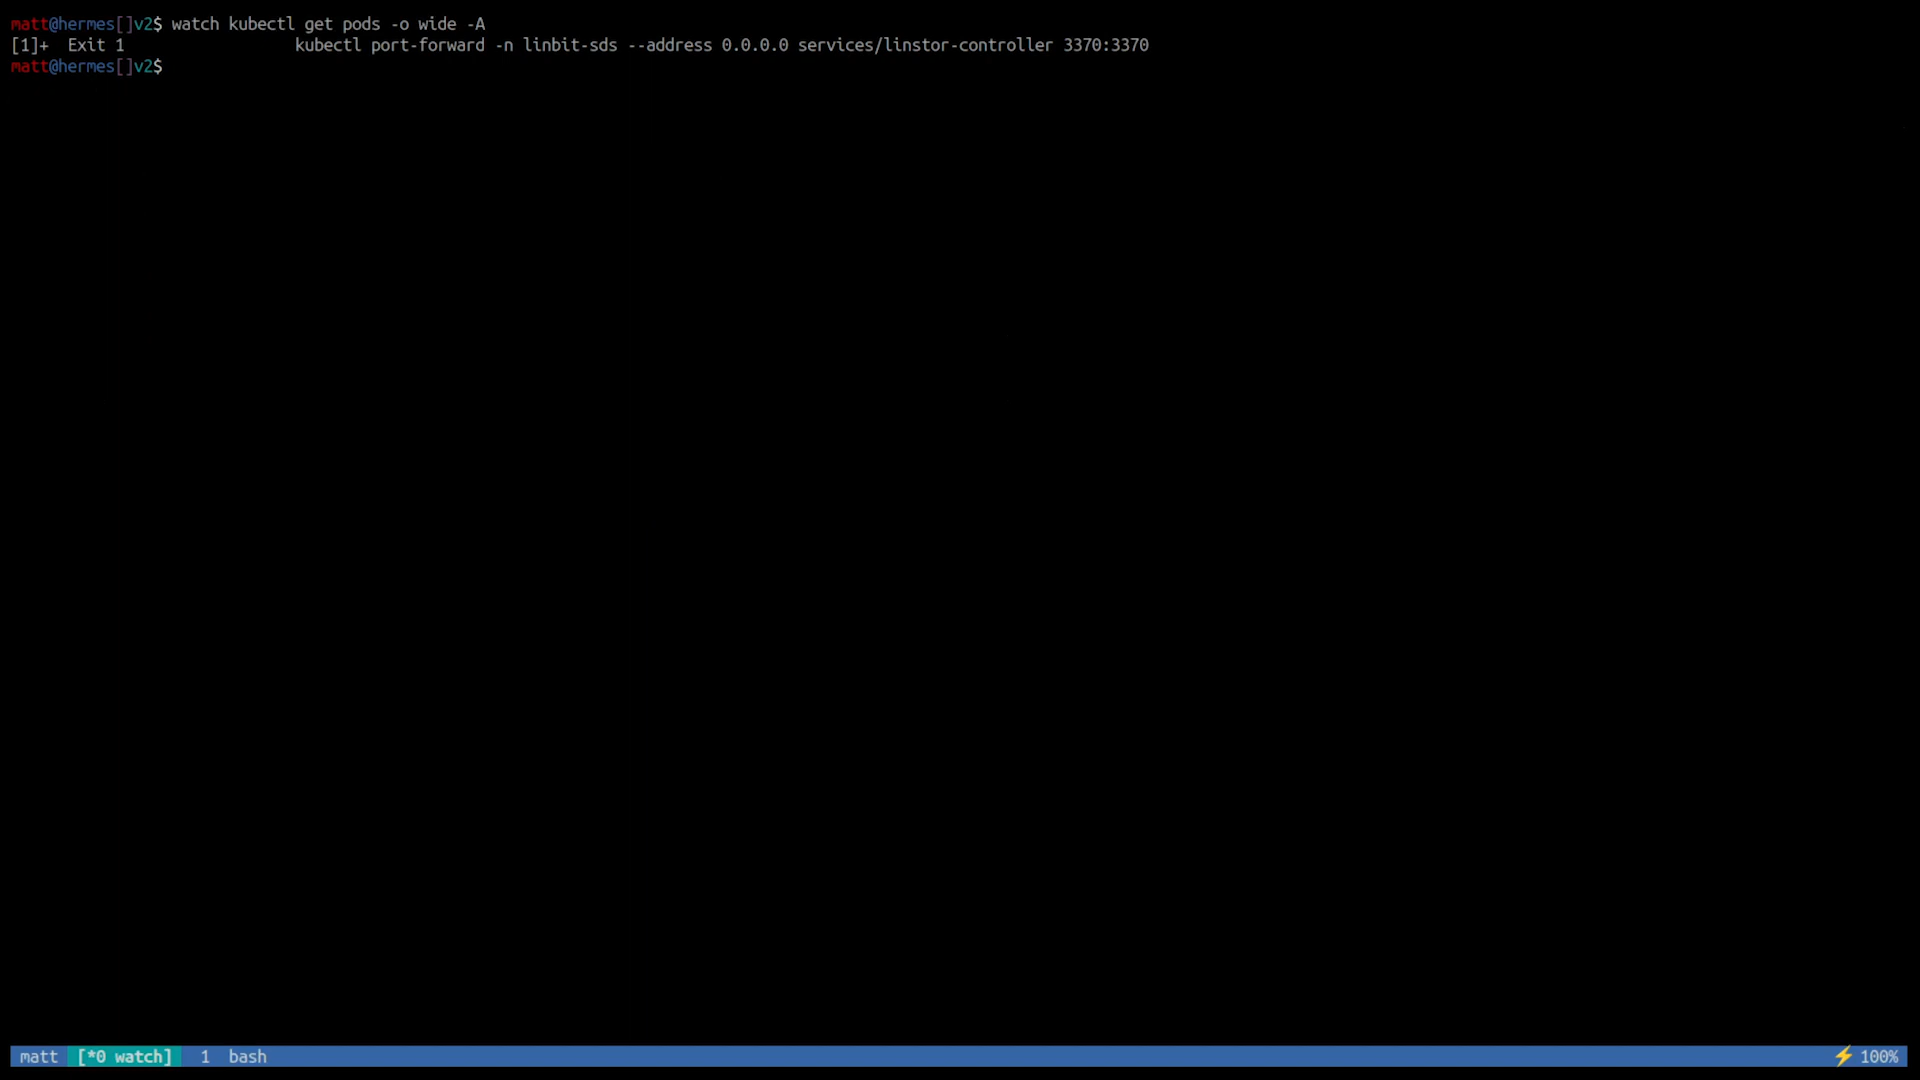 matt@hermes[]v2$ watch kubectl get pods -o wide -A
[1]+  Exit 1                  kubectl port-forward -n linbit-sds --address 0.0.0.0 services/linstor-controller 3370:3370
matt@hermes[]v2$
matt [*0 watch] 1 bash ⚡ 100%